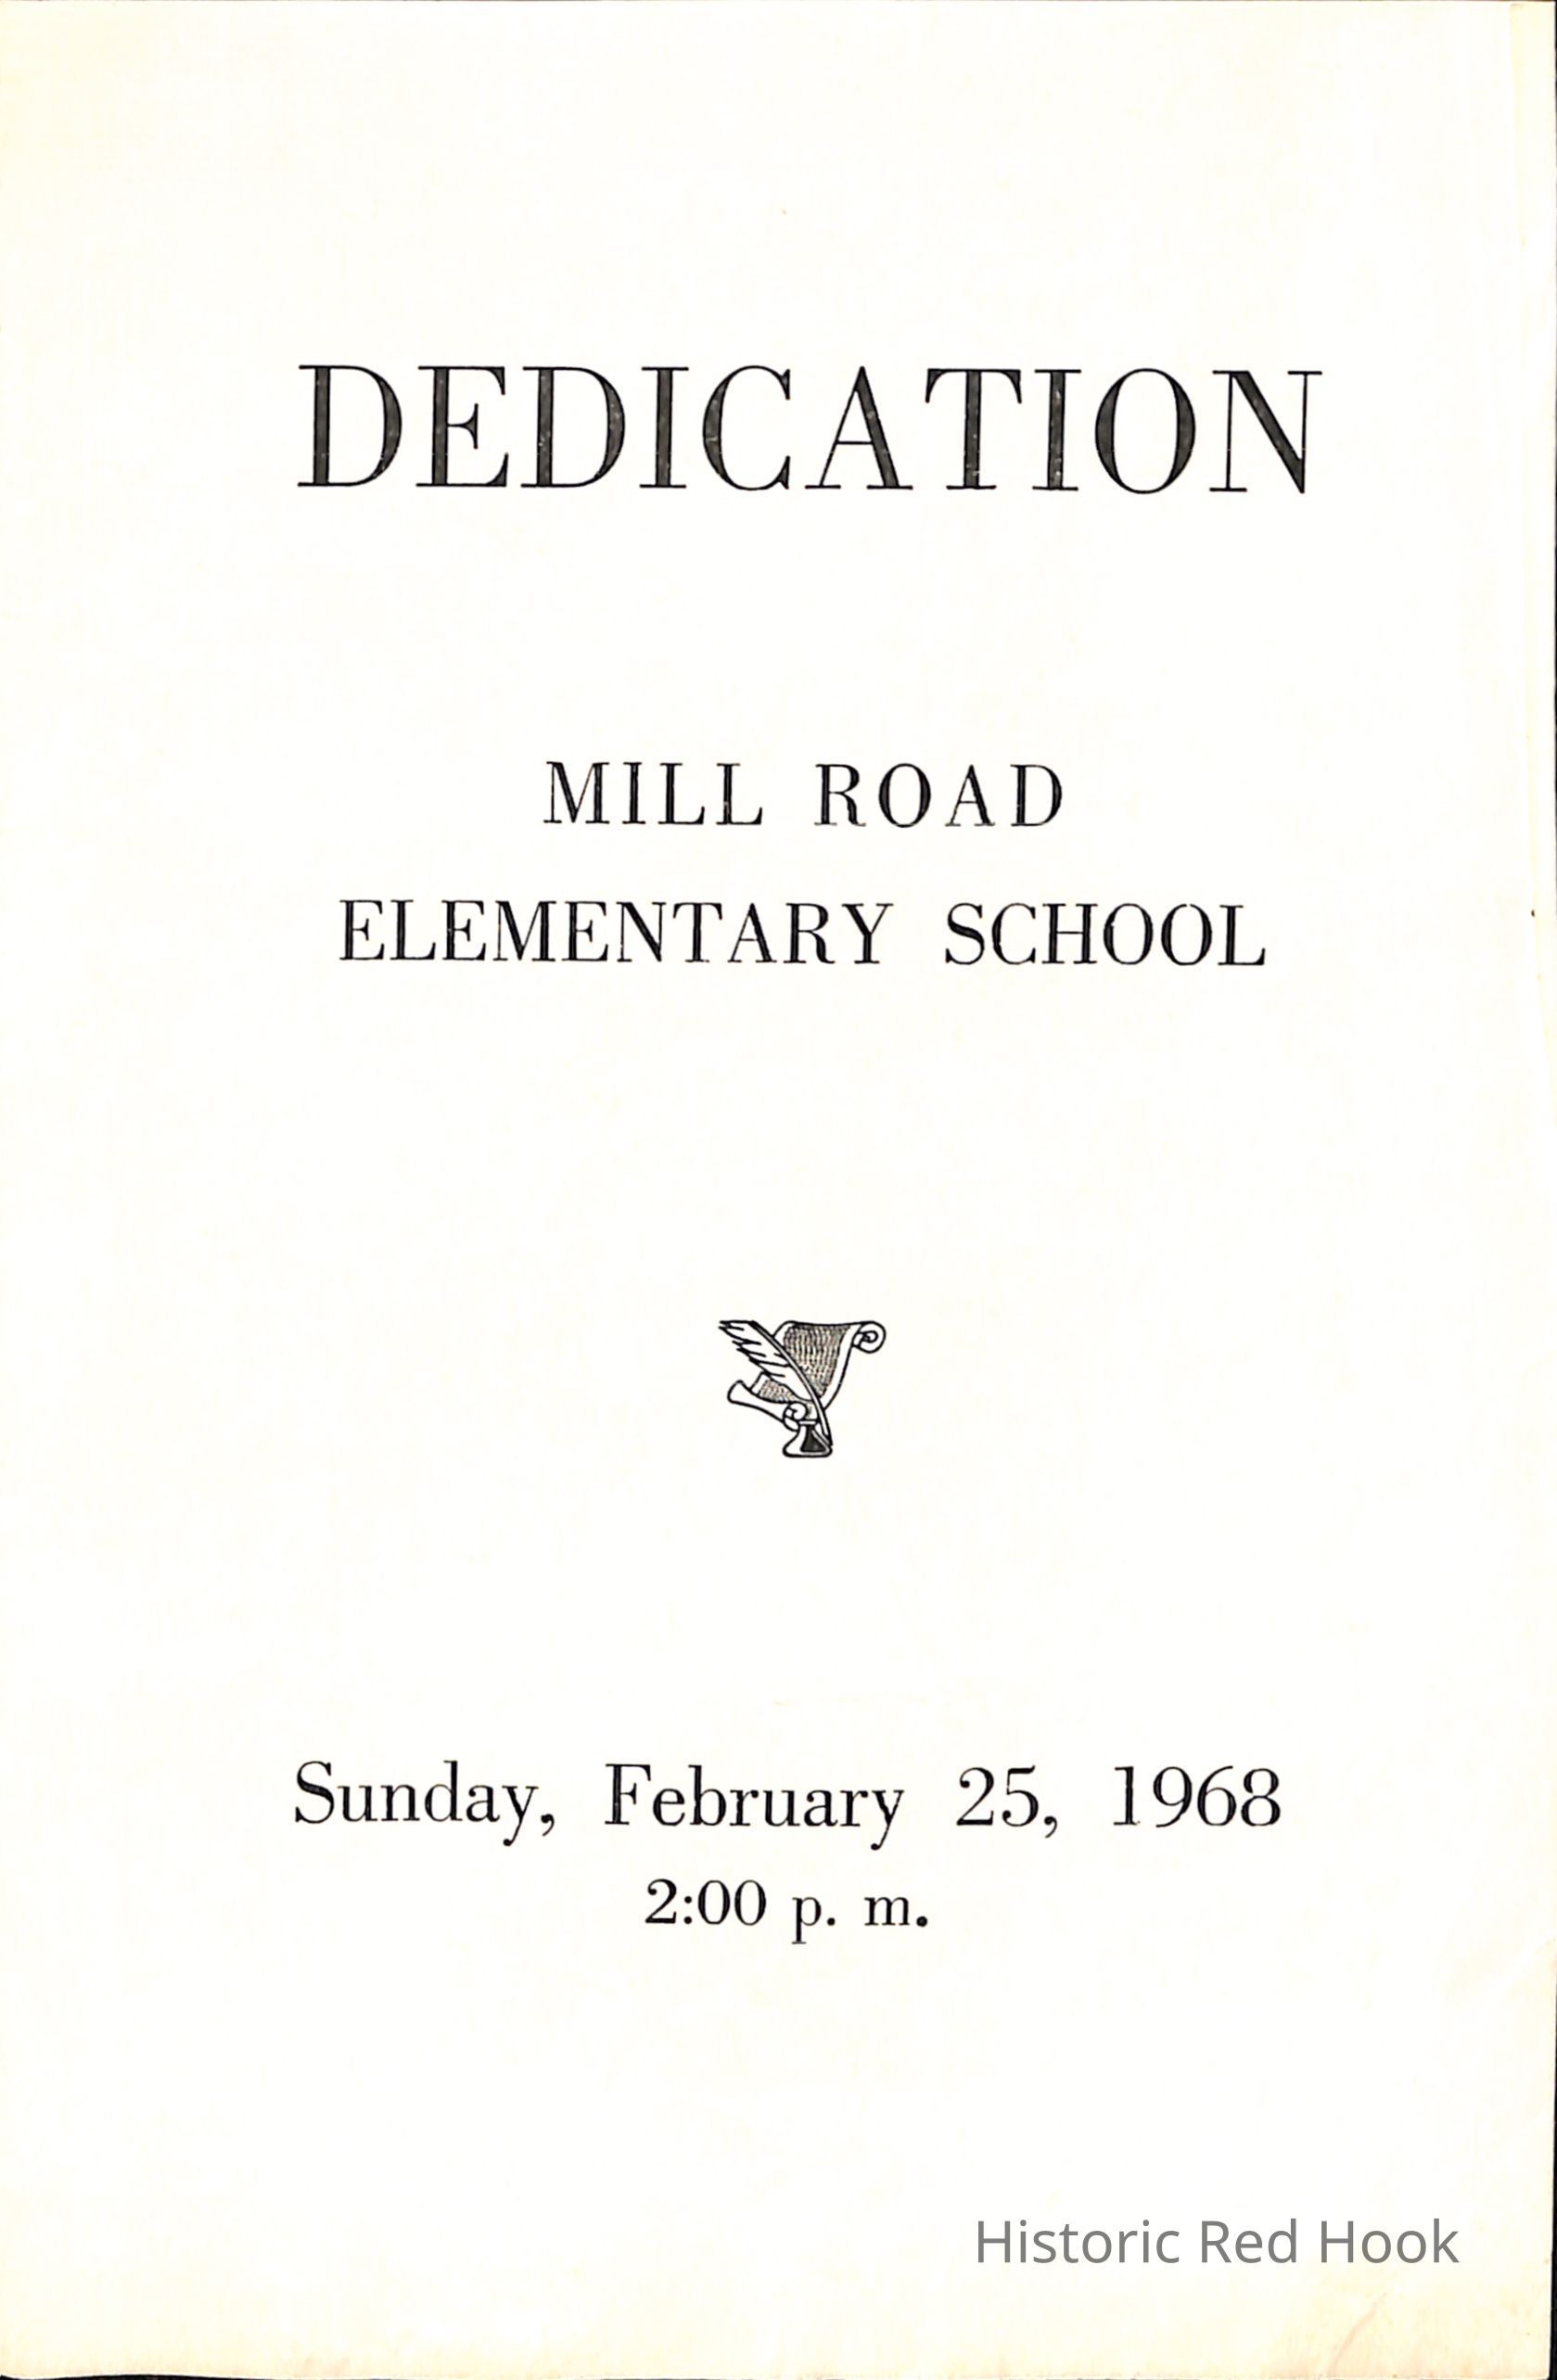 DEDICATION
MILL ROAD
ELEMENTARY SCHOOL
Sunday, February 25, 1968
2:00 p. m.
Historic Red Hook